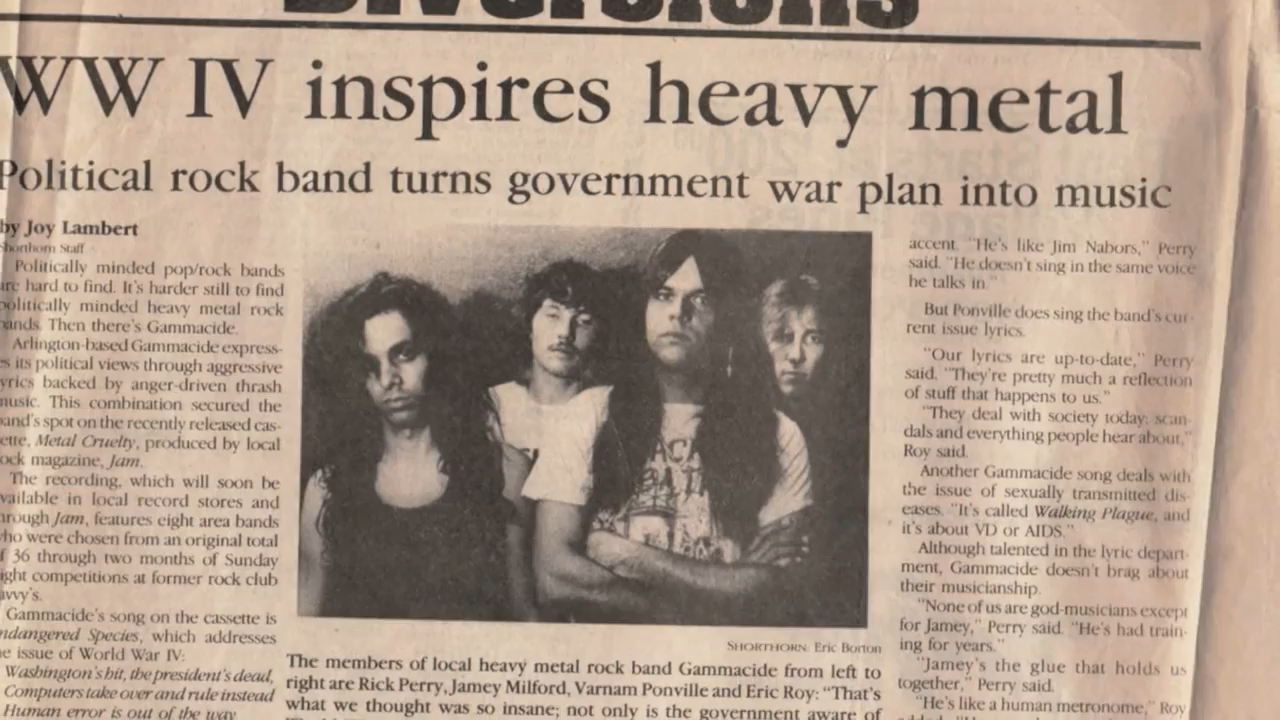 Diversions
WW IV inspires heavy metal
Political rock band turns government war plan into music
by Joy Lambert
Shorthorn Staff
Politically minded pop/rock bands
are hard to find. It's harder still to find
politically minded heavy metal rock
bands. Then there's Gammacide.
Arlington-based Gammacide express-
es its political views through aggressive
lyrics backed by anger-driven thrash
music. This combination secured the
band's spot on the recently released cas-
ette, Metal Cruelty, produced by local
rock magazine, Jam.
The recording, which will soon be
available in local record stores and
through Jam, features eight area bands
who were chosen from an original total
of 36 through two months of Sunday
night competitions at former rock club
avvy's.
Gammacide's song on the cassette is
Endangered Species, which addresses
the issue of World War IV:
Washington's hit, the president's dead,
Computers take over and rule instead
Human error is out of the way
SHORTHORN: Eric Borton
The members of local heavy metal rock band Gammacide from left to
right are Rick Perry, Jamey Milford, Varnam Ponville and Eric Roy: "That's
what we thought was so insane; not only is the government aware of
accent. "He's like Jim Nabors," Perry
said. "He doesn't sing in the same voice
he talks in."
But Ponville does sing the band's cur-
rent issue lyrics.
"Our lyrics are up-to-date," Perry
said. "They're pretty much a reflection
of stuff that happens to us."
"They deal with society today: scan-
dals and everything people hear about,"
Roy said.
Another Gammacide song deals with
the issue of sexually transmitted dis-
eases. "It's called Walking Plague, and
it's about VD or AIDS."
Although talented in the lyric depart-
ment, Gammacide doesn't brag about
their musicianship.
"None of us are god-musicians except
for Jamey," Perry said. "He's had train-
ing for years."
"Jamey's the glue that holds us
together," Perry said.
"He's like a human metronome," Roy